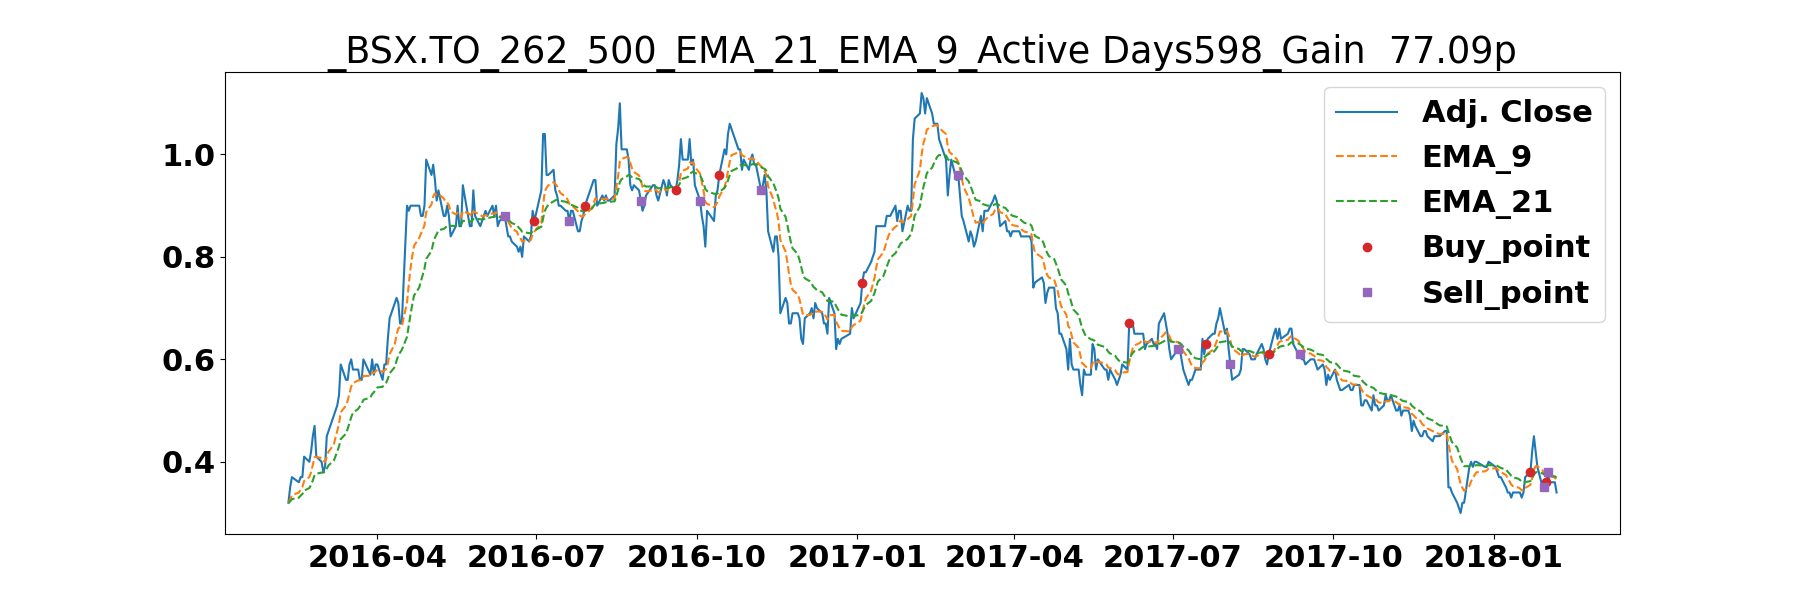 _BSX.TO_262_500_EMA_21_EMA_9_Active Days598_Gain  77.09p
Adj. Close
EMA_9
EMA_21
Buy_point
Sell_point
1.0
0.8
0.6
0.4
2016-04 2016-07 2016-10 2017-01 2017-04 2017-07 2017-10 2018-01